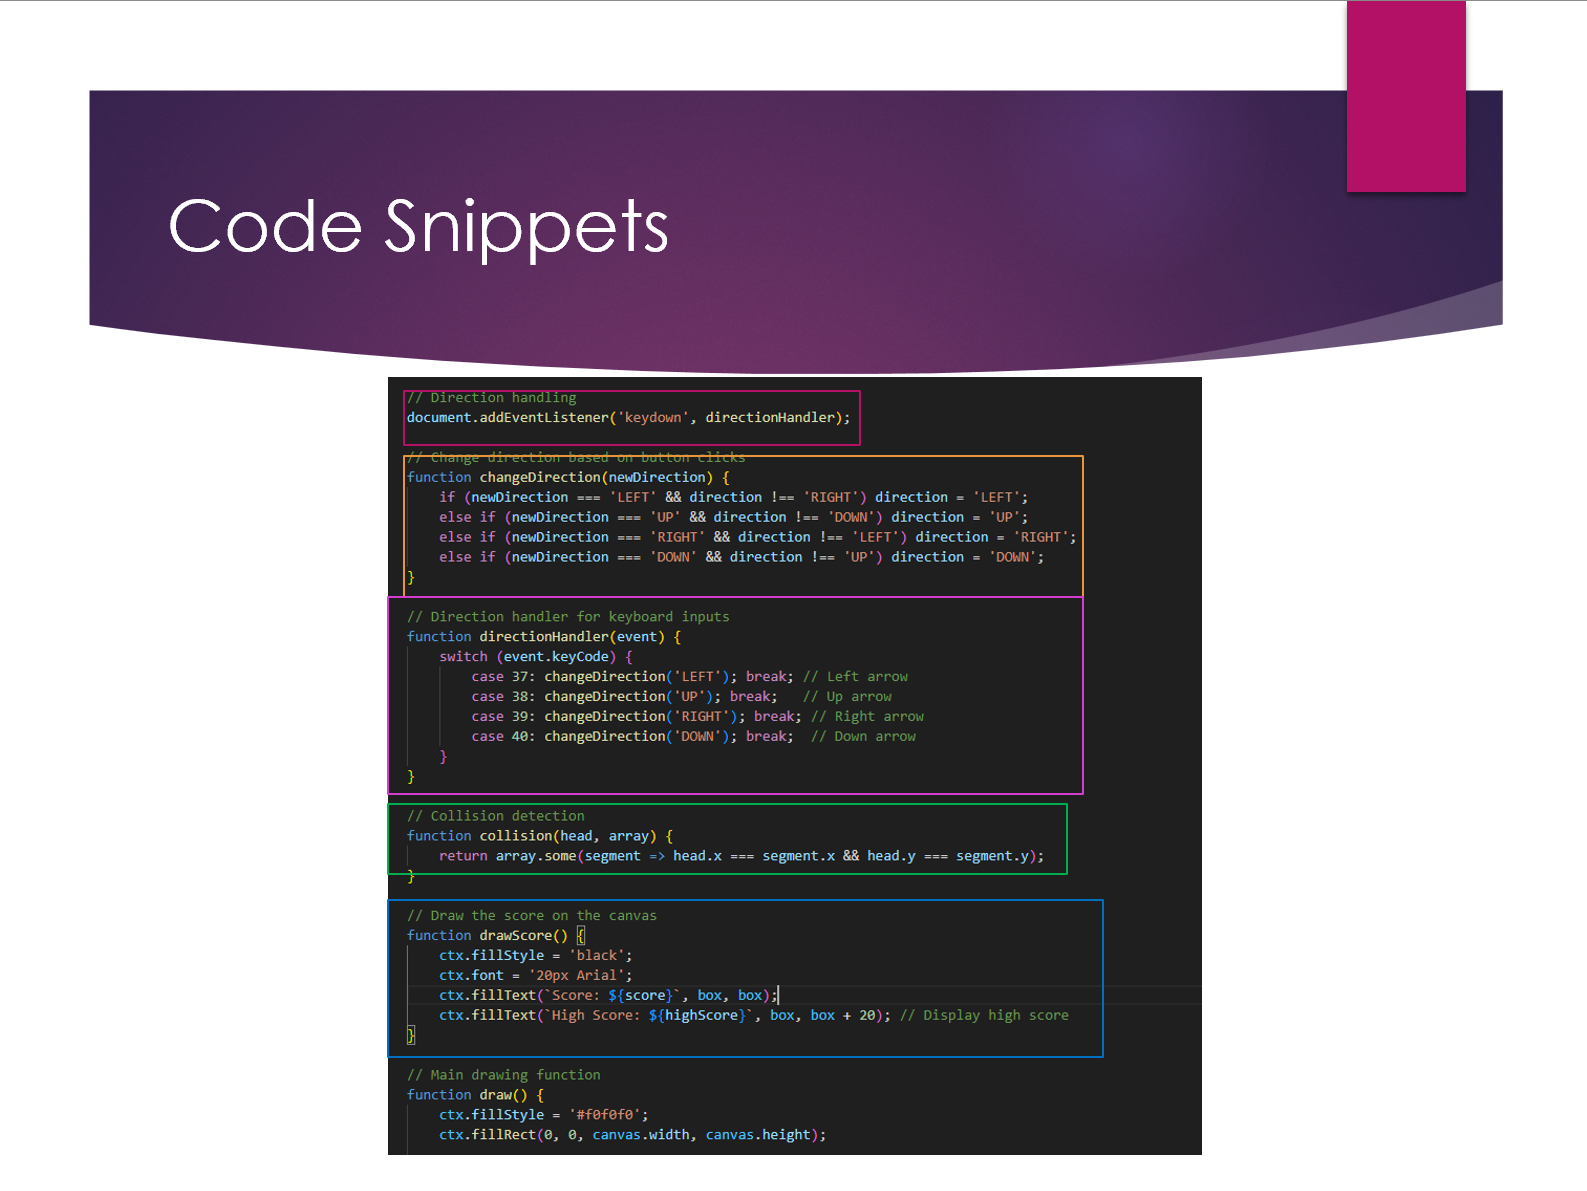 Code Snippets
// Direction handling
document.addEventListener('keydown', directionHandler);
// Change direction based on button clicks
function changeDirection(newDirection) {
    if (newDirection === 'LEFT' && direction !== 'RIGHT') direction = 'LEFT';
    else if (newDirection === 'UP' && direction !== 'DOWN') direction = 'UP';
    else if (newDirection === 'RIGHT' && direction !== 'LEFT') direction = 'RIGHT';
    else if (newDirection === 'DOWN' && direction !== 'UP') direction = 'DOWN';
}
// Direction handler for keyboard inputs
function directionHandler(event) {
    switch (event.keyCode) {
        case 37: changeDirection('LEFT'); break; // Left arrow
        case 38: changeDirection('UP'); break;   // Up arrow
        case 39: changeDirection('RIGHT'); break; // Right arrow
        case 40: changeDirection('DOWN'); break;  // Down arrow
    }
}
// Collision detection
function collision(head, array) {
    return array.some(segment => head.x === segment.x && head.y === segment.y);
}
// Draw the score on the canvas
function drawScore() {
    ctx.fillStyle = 'black';
    ctx.font = '20px Arial';
    ctx.fillText(`Score: ${score}`, box, box);
    ctx.fillText(`High Score: ${highScore}`, box, box + 20); // Display high score
}
// Main drawing function
function draw() {
    ctx.fillStyle = '#f0f0f0';
    ctx.fillRect(0, 0, canvas.width, canvas.height);